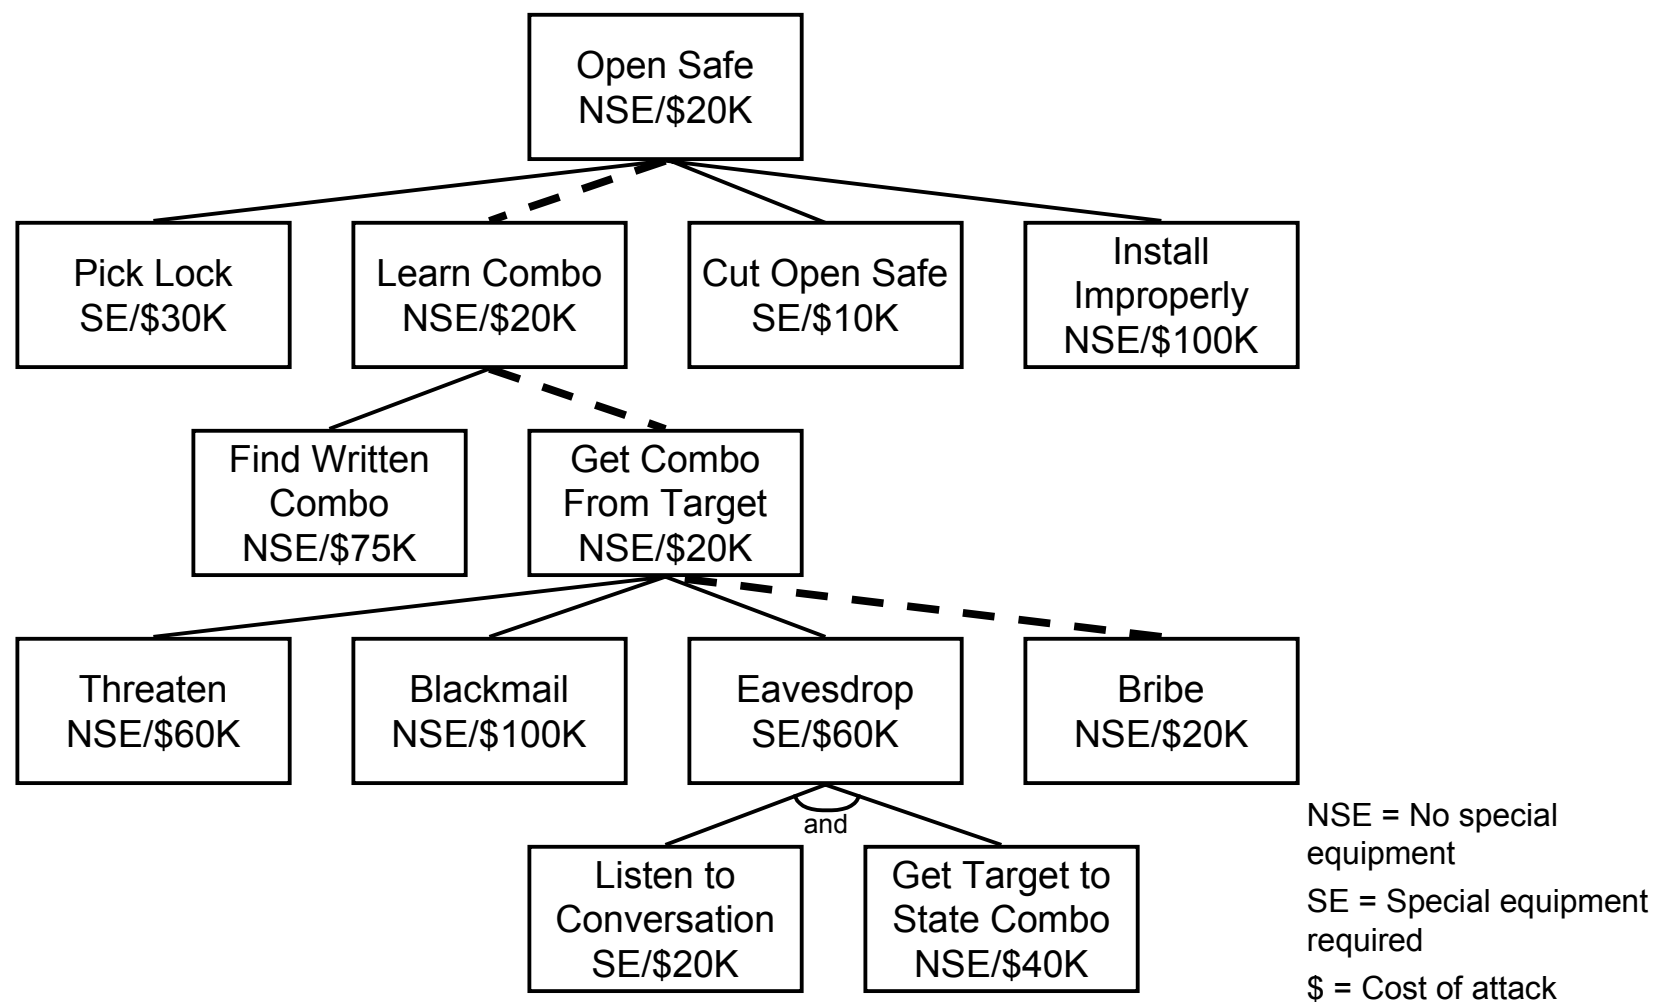 Open Safe
NSE/$20K
Pick Lock
SE/$30K
Learn Combo
NSE/$20K
Cut Open Safe
SE/$10K
Install
Improperly
NSE/$100K
Find Written
Combo
NSE/$75K
Get Combo
From Target
NSE/$20K
Threaten
NSE/$60K
Blackmail
NSE/$100K
Eavesdrop
SE/$60K
Bribe
NSE/$20K
and
Listen to
Conversation
SE/$20K
Get Target to
State Combo
NSE/$40K
NSE = No special
equipment
SE = Special equipment
required
$ = Cost of attack